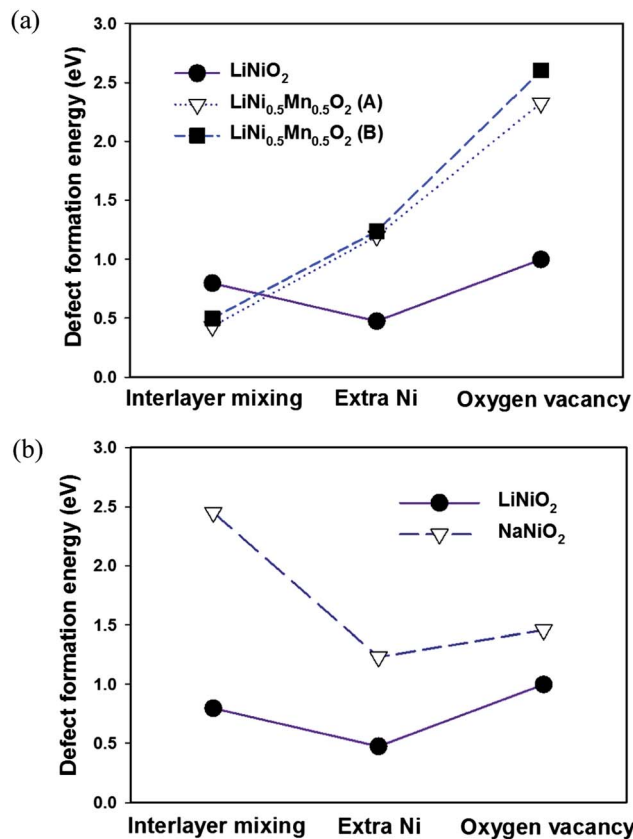 (a)
3.0
2.5
2.0
1.5
1.0
0.5
0.0
Defect formation energy (eV)
LiNiO₂
LiNi₀.₅Mn₀.₅O₂ (A)
LiNi₀.₅Mn₀.₅O₂ (B)
Interlayer mixing Extra Ni Oxygen vacancy
(b)
3.0
2.5
2.0
1.5
1.0
0.5
0.0
Defect formation energy (eV)
LiNiO₂
NaNiO₂
Interlayer mixing Extra Ni Oxygen vacancy